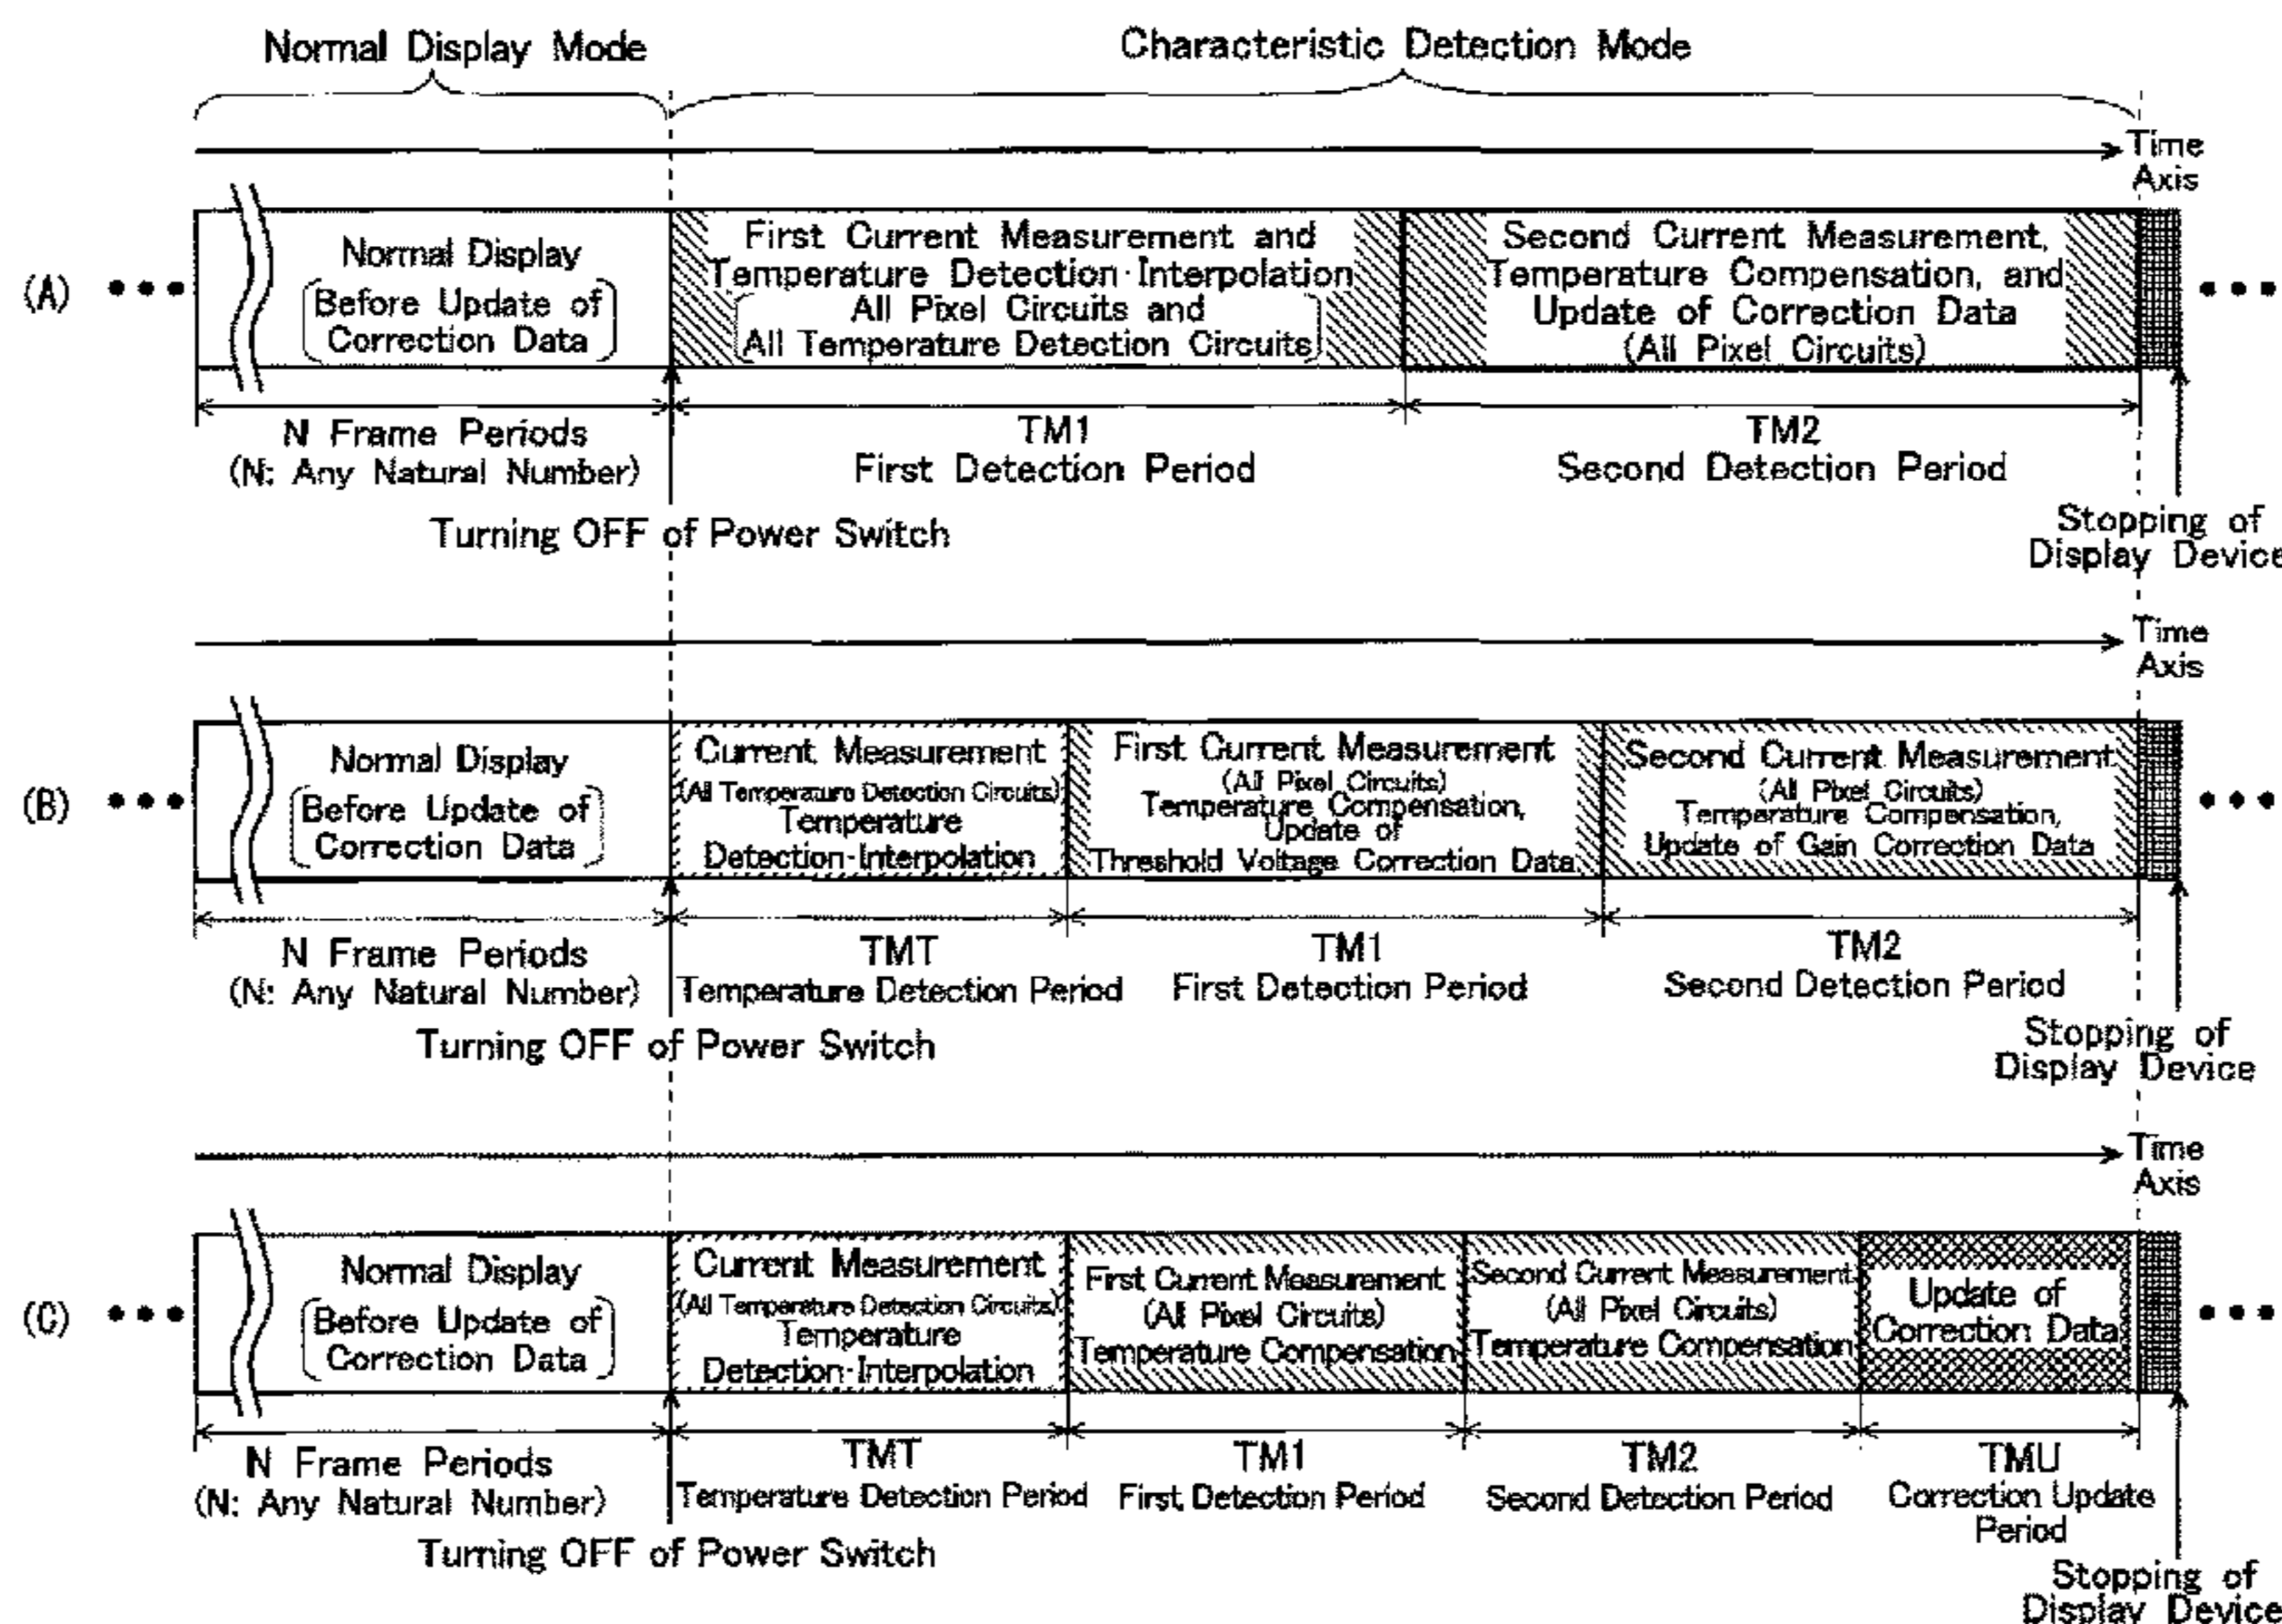 Normal Display Mode
Characteristic Detection Mode
Time
Axis
(A)
Normal Display
Before Update of
Correction Data
First Current Measurement and
Temperature Detection·Interpolation
All Pixel Circuits and
All Temperature Detection Circuits
Second Current Measurement,
Temperature Compensation, and
Update of Correction Data
(All Pixel Circuits)
N Frame Periods
(N: Any Natural Number)
TM1
First Detection Period
TM2
Second Detection Period
Turning OFF of Power Switch
Stopping of
Display Device
Time
Axis
(B)
Normal Display
Before Update of
Correction Data
Current Measurement
(All Temperature Detection Circuits)
Temperature
Detection·Interpolation
First Current Measurement
(All Pixel Circuits)
Temperature Compensation,
Update of
Threshold Voltage Correction Data
Second Current Measurement
(All Pixel Circuits)
Temperature Compensation,
Update of Gain Correction Data
N Frame Periods
(N: Any Natural Number)
TMT
Temperature Detection Period
TM1
First Detection Period
TM2
Second Detection Period
Turning OFF of Power Switch
Stopping of
Display Device
Time
Axis
(C)
Normal Display
Before Update of
Correction Data
Current Measurement
(All Temperature Detection Circuits)
Temperature
Detection·Interpolation
First Current Measurement
(All Pixel Circuits)
Temperature Compensation
Second Current Measurement
(All Pixel Circuits)
Temperature Compensation
Update of
Correction Data
N Frame Periods
(N: Any Natural Number)
TMT
Temperature Detection Period
TM1
First Detection Period
TM2
Second Detection Period
TMU
Correction Update
Period
Turning OFF of Power Switch
Stopping of
Display Device